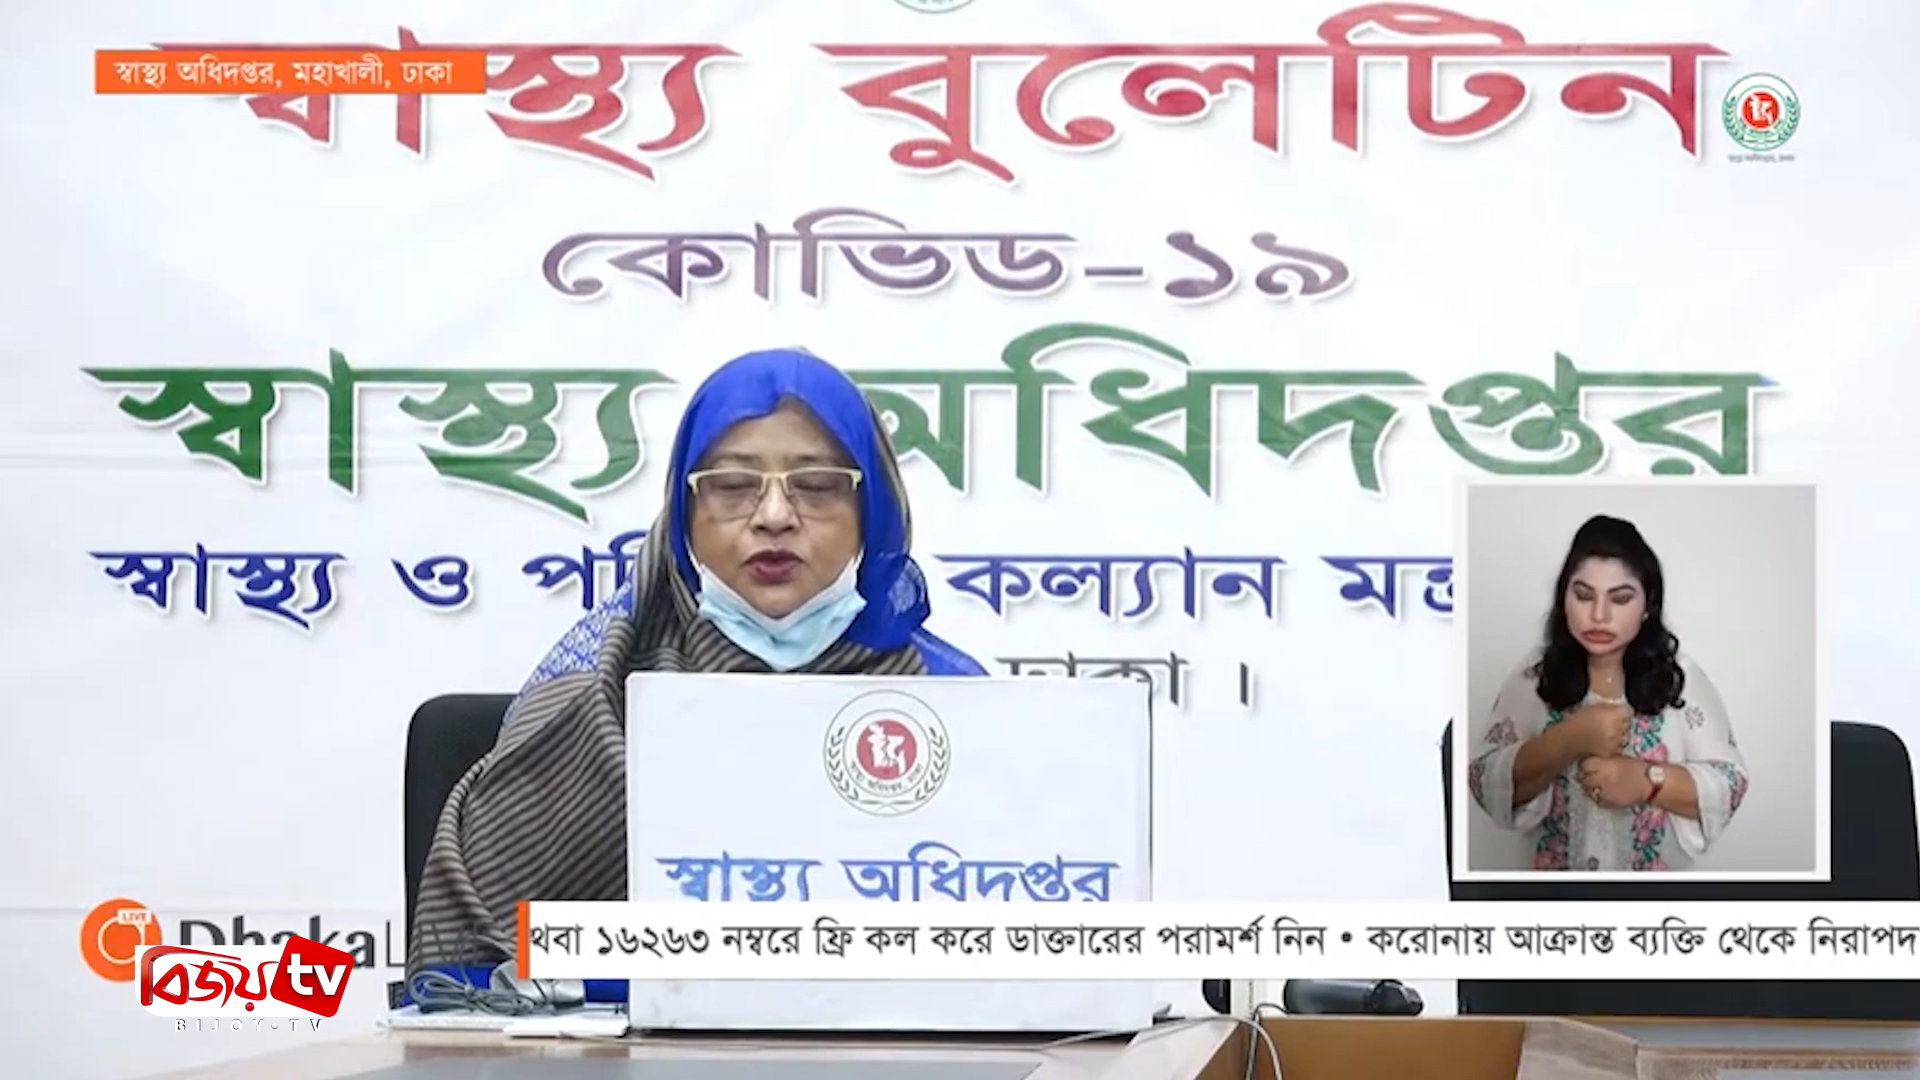 স্বাস্থ্য অধিদপ্তর, মহাখালী, ঢাকা
স্বাস্থ্য বুলেটিন
কোভিড-১৯
স্বাস্থ্য অধিদপ্তর
স্বাস্থ্য ও কল্যান
ঢাকা ।
স্বাস্থ্য অধিদপ্তর
LIVE
Dhaka
থবা ১৬২৬৩ নম্বরে ফ্রি কল করে ডাক্তারের পরামর্শ নিন • করোনায় আক্রান্ত ব্যক্তি থেকে নিরাপদ
বিজয় tv
BIJOY.TV